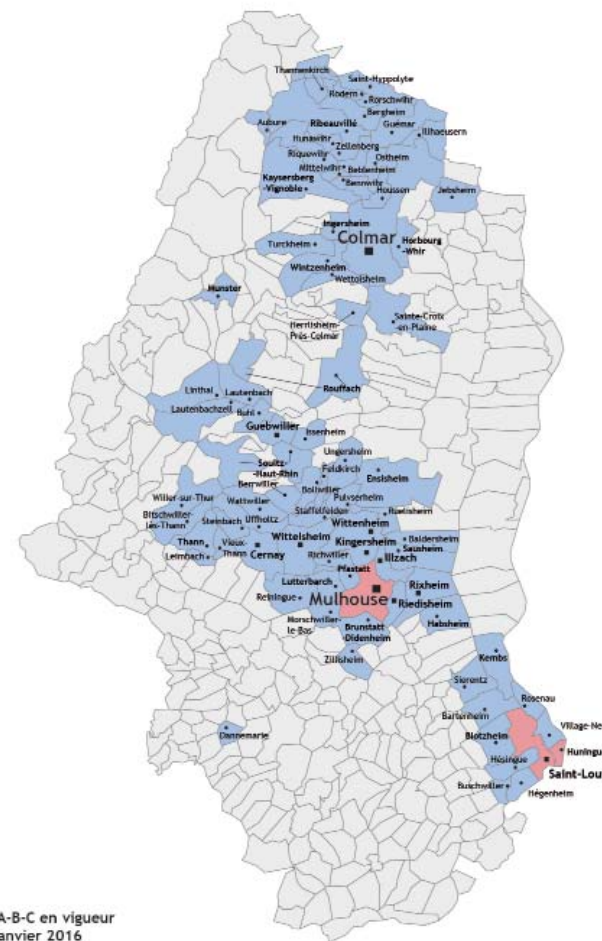 Thannenkirch
Saint-Hyppolyte
Rodern
Rorschwihr
Bergheim
Aubure
Ribeauvillé
Guémar
Illhaeusern
Hunawihr
Zellenberg
Riquewihr
Ostheim
Mittelwihr
Beblenheim
Kaysersberg
-Vignoble
Bennwihr
Houssen
Jebsheim
Ingersheim
Colmar
Turckheim
Horbourg
-Whir
Wintzenheim
Wettolsheim
Munster
Herrlisheim-
Près-Colmar
Sainte-Croix
-en-Plaine
Rouffach
Linthal
Lautenbach
Lautenbachzell
Buhl
Guebwiller
Issenheim
Ungersheim
Soultz
-Haut-Rhin
Feldkirch
Ensisheim
Berrwiller
Bollwiller
Willer-sur-Thur
Wattwiller
Pulverheim
Bitschwiller-
lès-Thann
Staffelfelden
Ruelisheim
Steinbach
Uffholtz
Wittenheim
Thann
Vieux-
Thann
Wittelsheim
Kingersheim
Baldersheim
Sausheim
Leimbach
Cernay
Richwiller
Illzach
Pfastatt
Lutterbach
Rixheim
Reiningue
Mulhouse
Riedisheim
Morschwiller-
le-Bas
Brunstatt
-Didenheim
Habsheim
Zillisheim
Kembs
Sierentz
Rosenau
Bartenheim
Village-Ne
Dannemarie
Blotzheim
Huningu
Hésingue
Saint-Lou
Buschwiller
Hégenheim
A-B-C en vigueur
anvier 2016